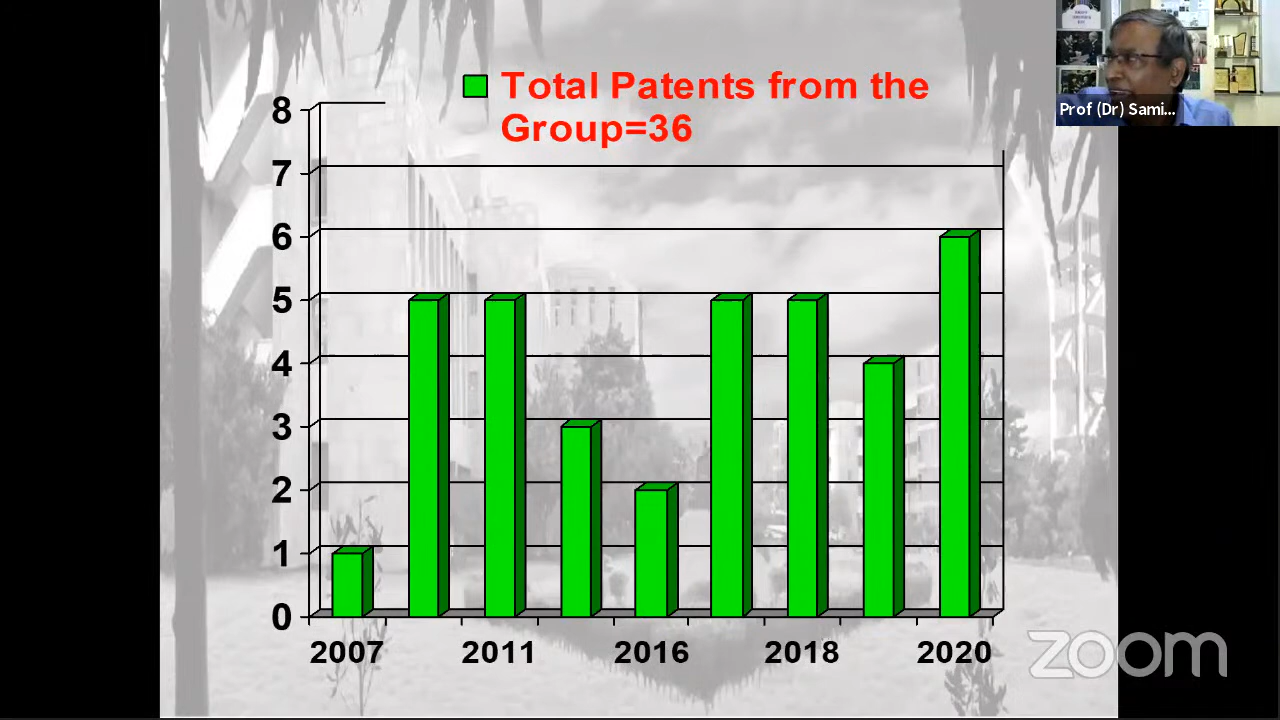 Total Patents from the
Group=36
8
7
6
5
4
3
2
1
0
2007 2011 2016 2018 2020
Prof (Dr) Sami...
zoom